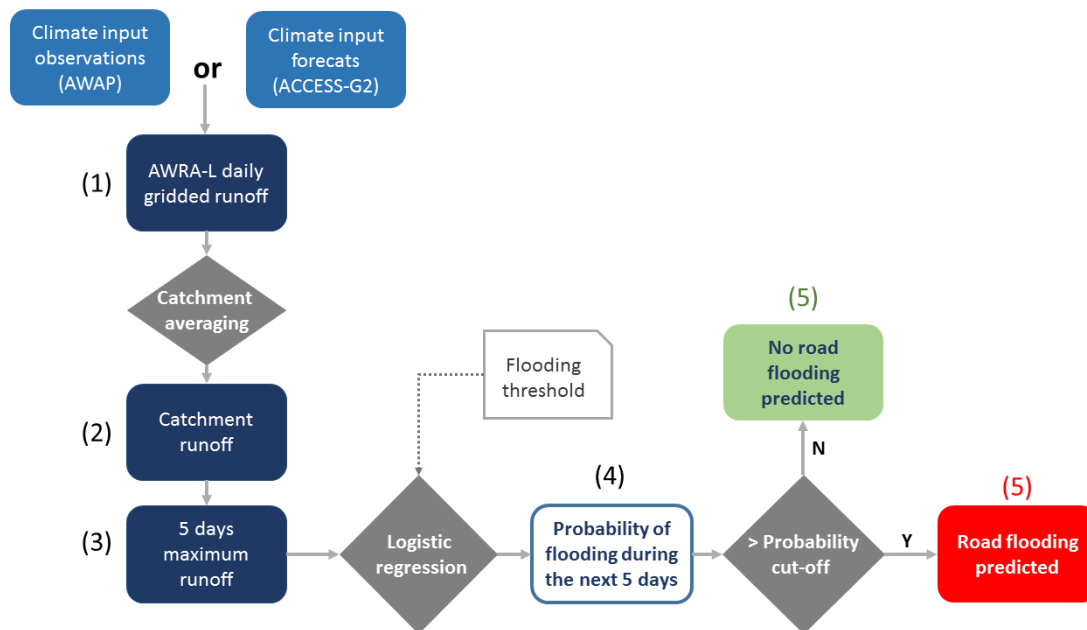 Climate input
observations
(AWAP)
or
Climate input
forecats
(ACCESS-G2)
(1)
AWRA-L daily
gridded runoff
Catchment
averaging
(2)
Catchment
runoff
(3)
5 days
maximum
runoff
Flooding
threshold
Logistic
regression
(4)
Probability of
flooding during
the next 5 days
> Probability
cut-off
N
(5)
No road
flooding
predicted
Y
(5)
Road flooding
predicted